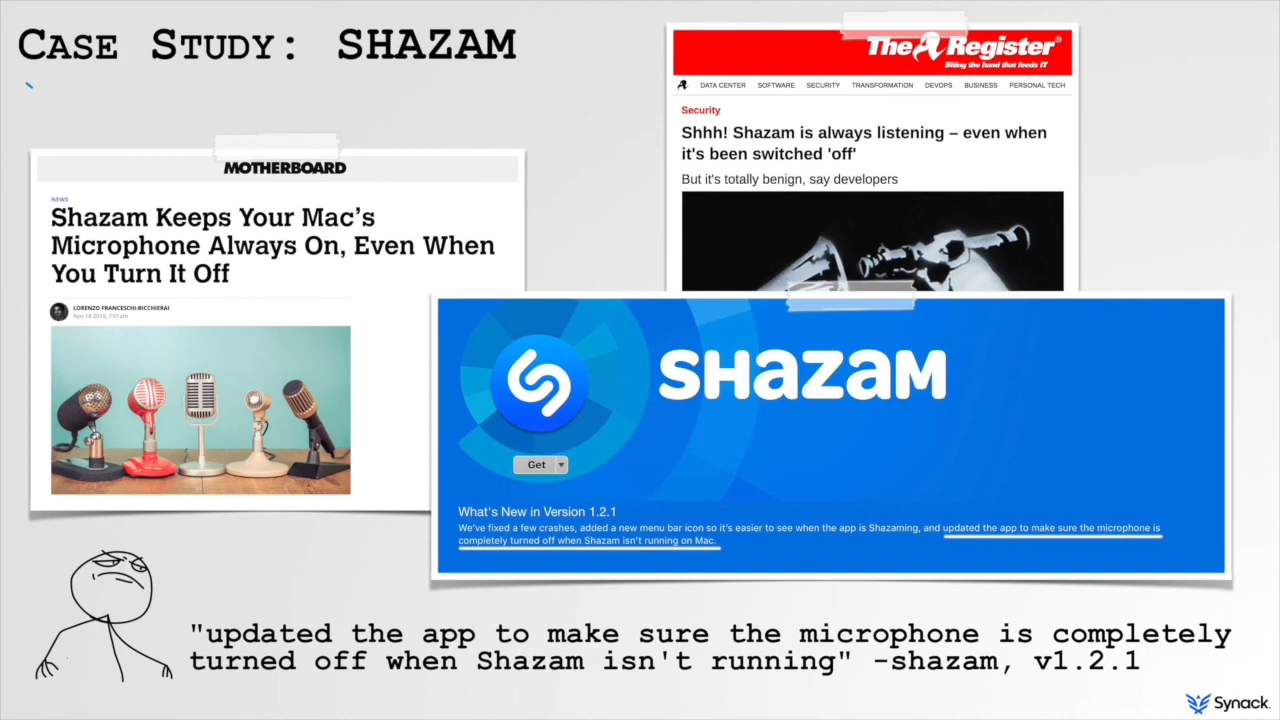 CASE STUDY: SHAZAM
MOTHERBOARD
NEWS
Shazam Keeps Your Mac’s
Microphone Always On, Even When
You Turn It Off
LORENZO FRANCESCHI-BICCHIERAI
Nov 14 2016, 7:01am
The Register®
Biting the hand that feeds IT
DATA CENTER SOFTWARE SECURITY TRANSFORMATION DEVOPS BUSINESS PERSONAL TECH
Security
Shhh! Shazam is always listening – even when
it's been switched 'off'
But it's totally benign, say developers
SHAZAM
Get
What's New in Version 1.2.1
We've fixed a few crashes, added a new menu bar icon so it's easier to see when the app is Shazaming, and updated the app to make sure the microphone is
completely turned off when Shazam isn't running on Mac.
"updated the app to make sure the microphone is completely
turned off when Shazam isn't running" -shazam, v1.2.1
Synack.